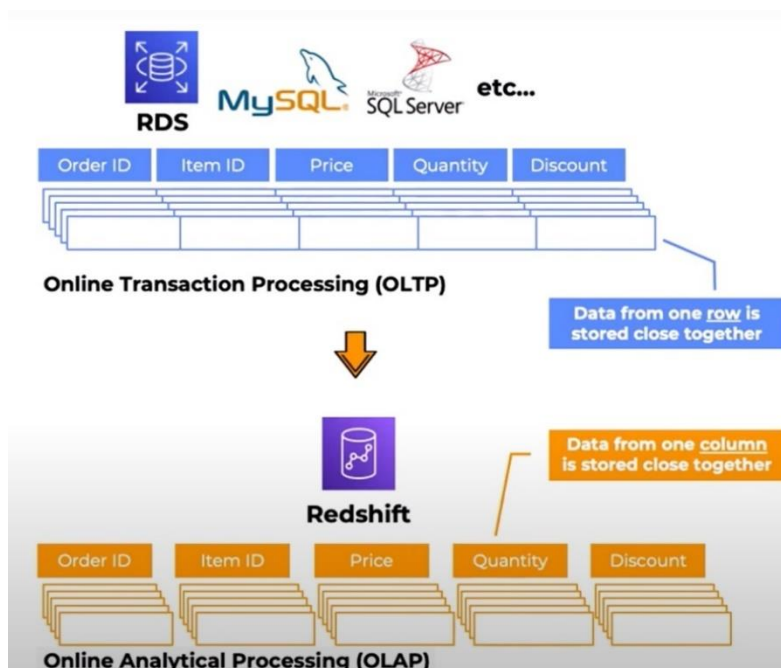 RDS
MySQL®
Microsoft®
SQL Server®
etc...
Order ID Item ID Price Quantity Discount
Online Transaction Processing (OLTP)
Data from one row is
stored close together
Data from one column
is stored close together
Redshift
Order ID Item ID Price Quantity Discount
Online Analytical Processing (OLAP)